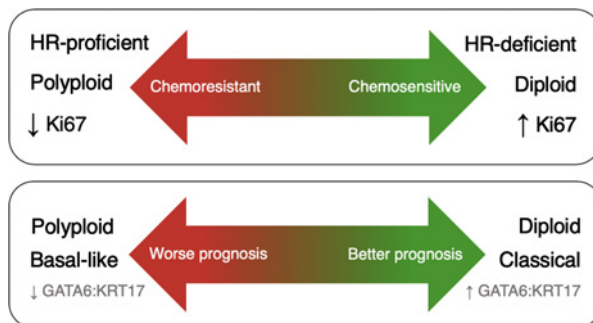 HR-proficient
HR-deficient
Polyploid
Chemoresistant
Chemosensitive
Diploid
↓ Ki67
↑ Ki67
Polyploid
Diploid
Basal-like
Worse prognosis
Better prognosis
Classical
↓ GATA6:KRT17
↑ GATA6:KRT17